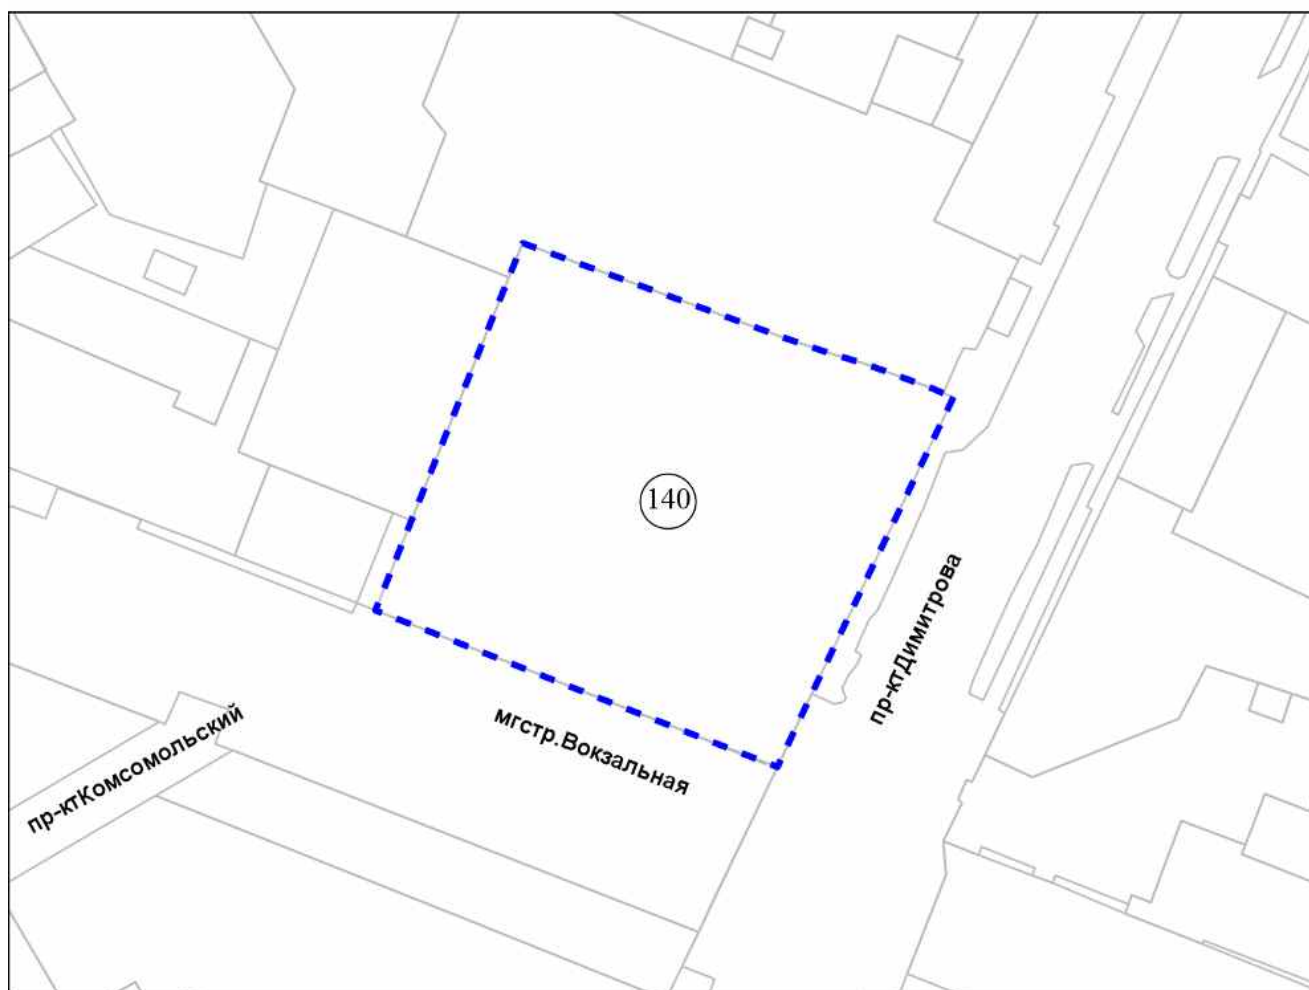 140
пр-ктДимитрова
мгстр.Вокзальная
пр-ктКомсомольский